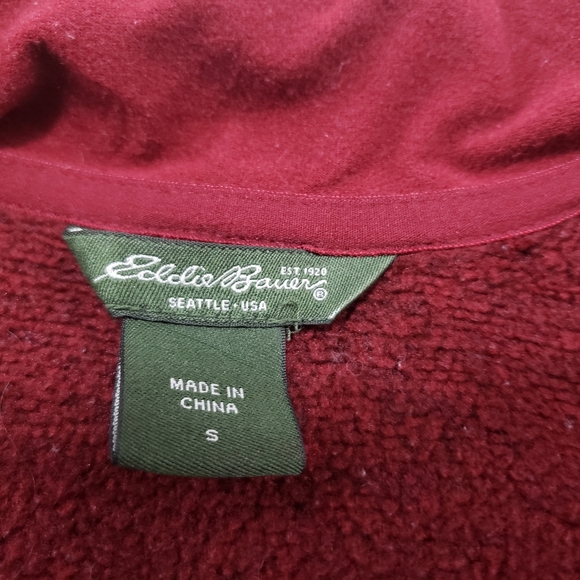 EST 1920
Eddie Bauer®
SEATTLE • USA
MADE IN
CHINA
S